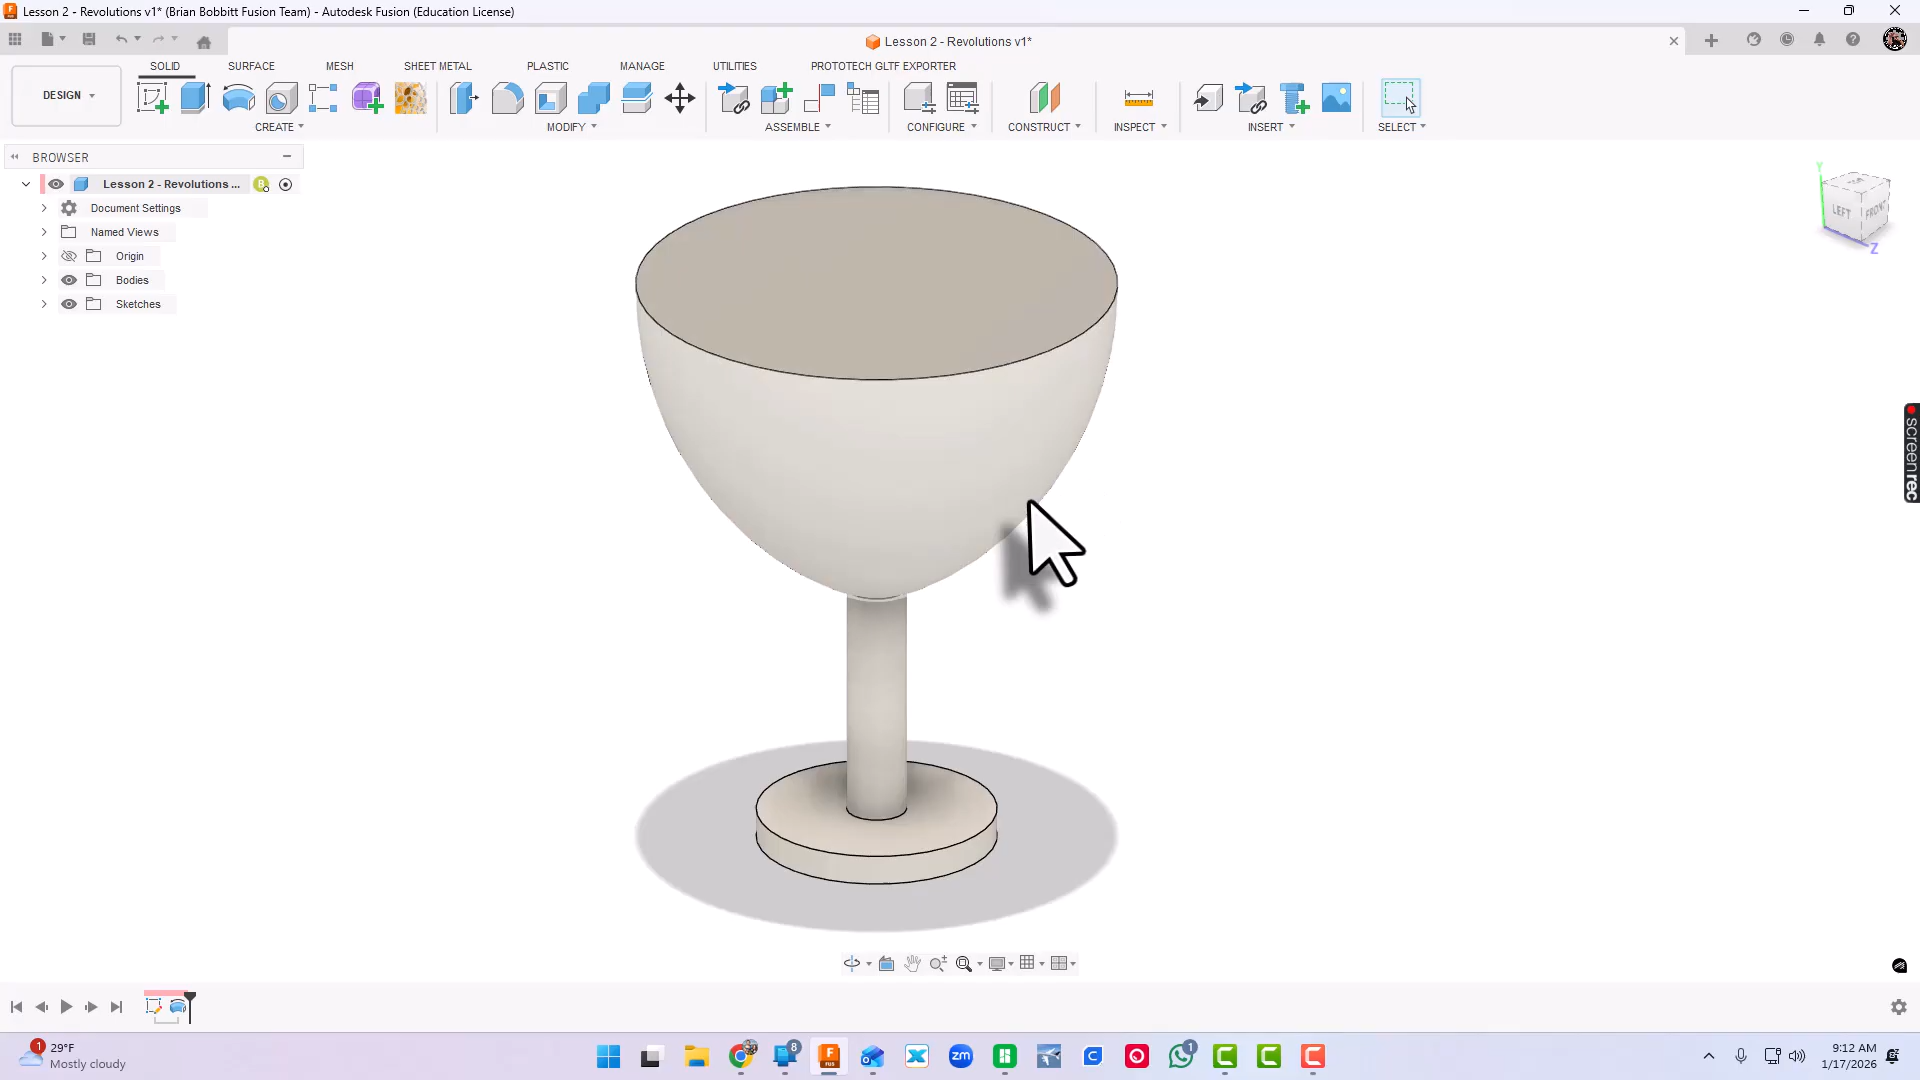 Lesson 2 - Revolutions v1* (Brian Bobbitt Fusion Team) - Autodesk Fusion (Education License)
Lesson 2 - Revolutions v1*
SOLID SURFACE MESH SHEET METAL PLASTIC MANAGE UTILITIES PROTOTECH GLTF EXPORTER
DESIGN
CREATE MODIFY ASSEMBLE CONFIGURE CONSTRUCT INSPECT INSERT SELECT
BROWSER
Lesson 2 - Revolutions ...
Document Settings
Named Views
Origin
Bodies
Sketches
Y
LEFT FRONT
Z
screenrec
29°F
Mostly cloudy
9:12 AM
1/17/2026